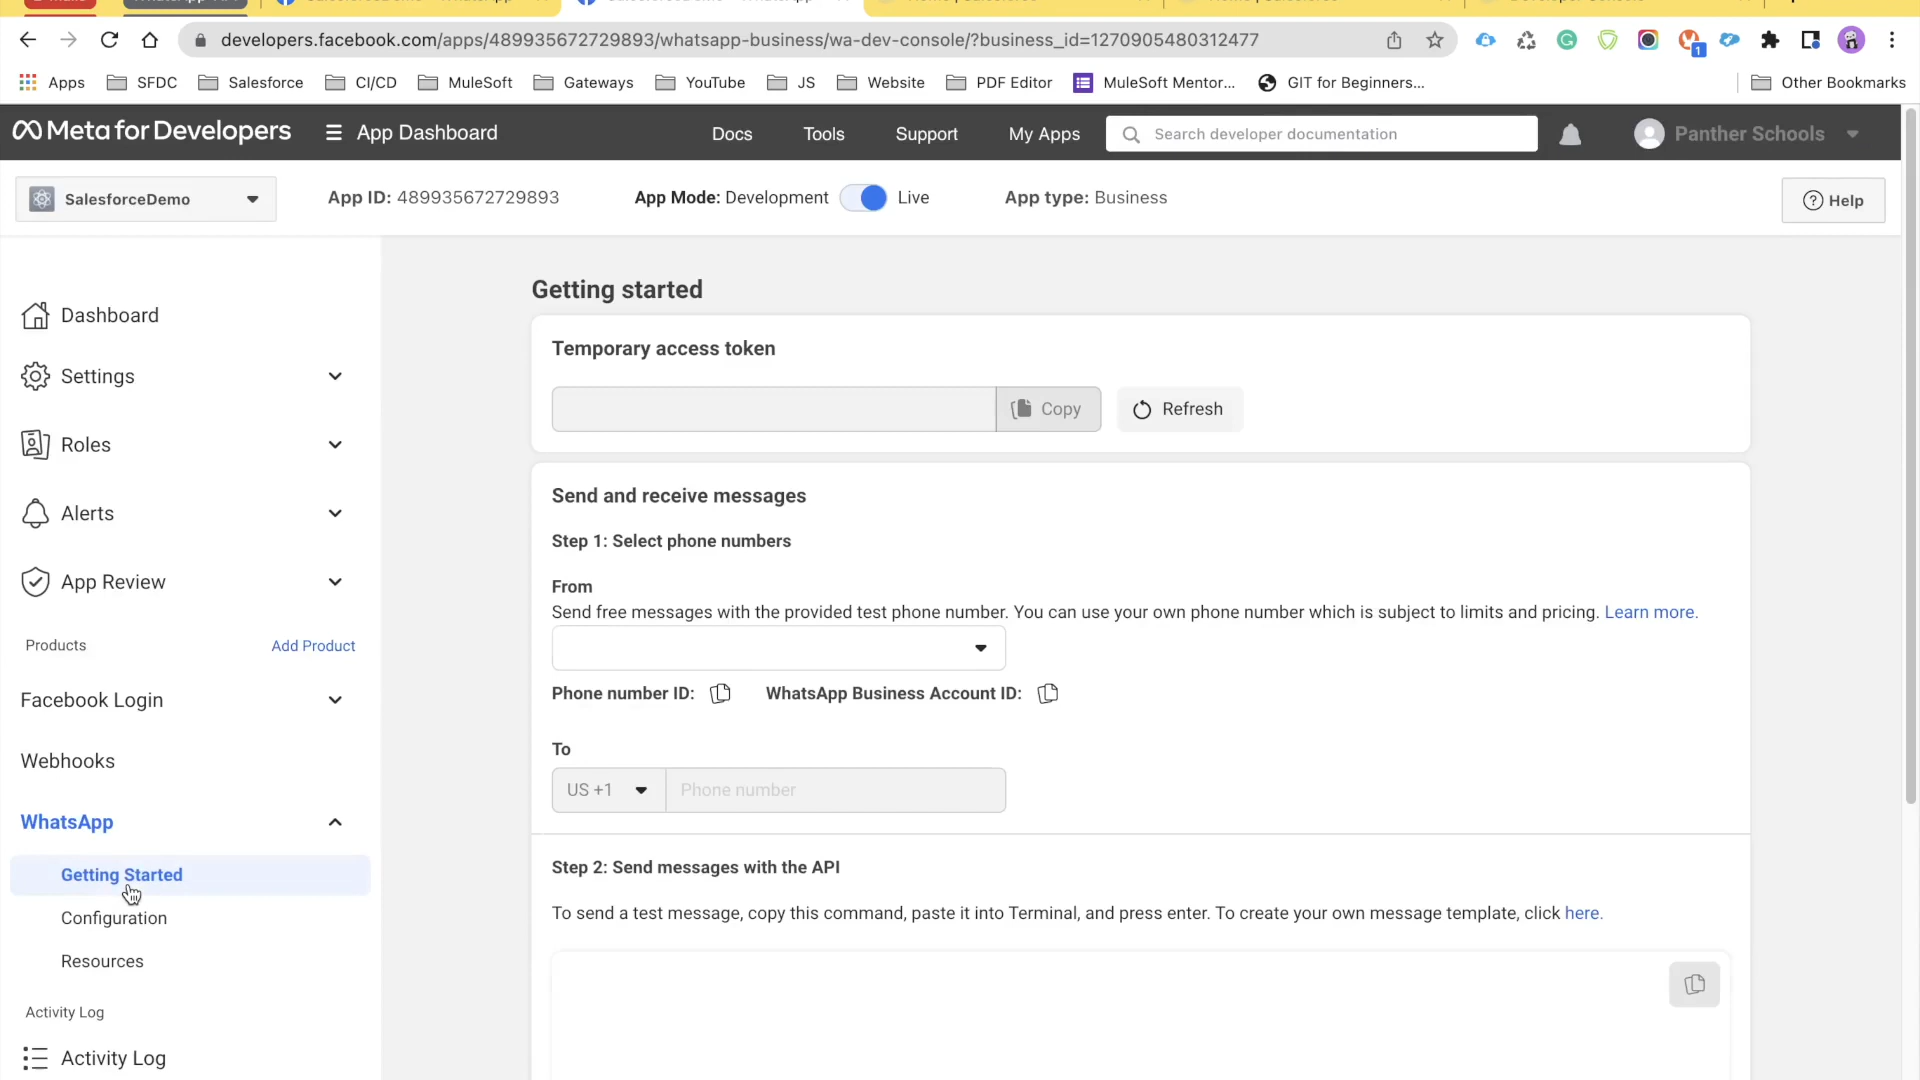 developers.facebook.com/apps/489935672729893/whatsapp-business/wa-dev-console/?business_id=1270905480312477
1
Apps SFDC Salesforce CI/CD MuleSoft Gateways YouTube JS Website PDF Editor MuleSoft Mentor... GIT for Beginners... Other Bookmarks
Meta for Developers App Dashboard Docs Tools Support My Apps Search developer documentation Panther Schools
SalesforceDemo App ID: 489935672729893 App Mode: Development Live App type: Business Help
Dashboard
Settings
Roles
Alerts
App Review
Products Add Product
Facebook Login
Webhooks
WhatsApp
Getting Started
Configuration
Resources
Activity Log
Activity Log
Getting started
Temporary access token
Copy Refresh
Send and receive messages
Step 1: Select phone numbers
From
Send free messages with the provided test phone number. You can use your own phone number which is subject to limits and pricing. Learn more.
Phone number ID: WhatsApp Business Account ID:
To
US +1 Phone number
Step 2: Send messages with the API
To send a test message, copy this command, paste it into Terminal, and press enter. To create your own message template, click here.